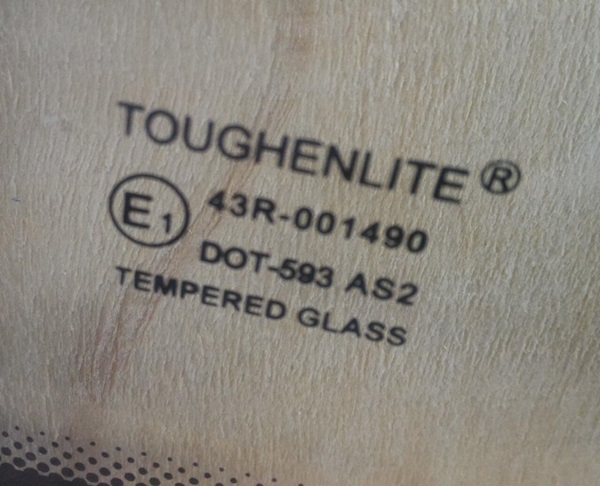 TOUGHENLITE®
E1 43R-001490
DOT-593 AS2
TEMPERED GLASS